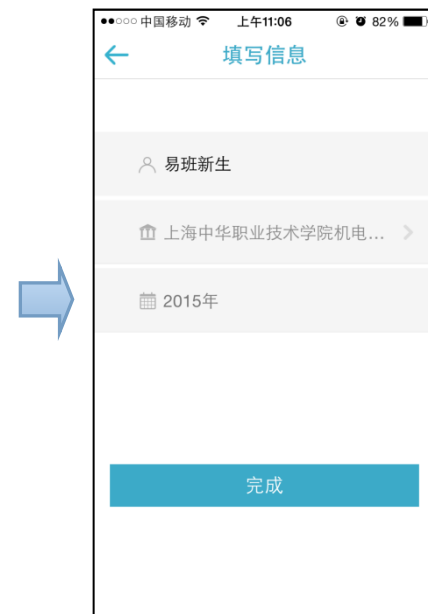 中国移动 上午11:06 82%
填写信息
易班新生
上海中华职业技术学院机电...
2015年
完成